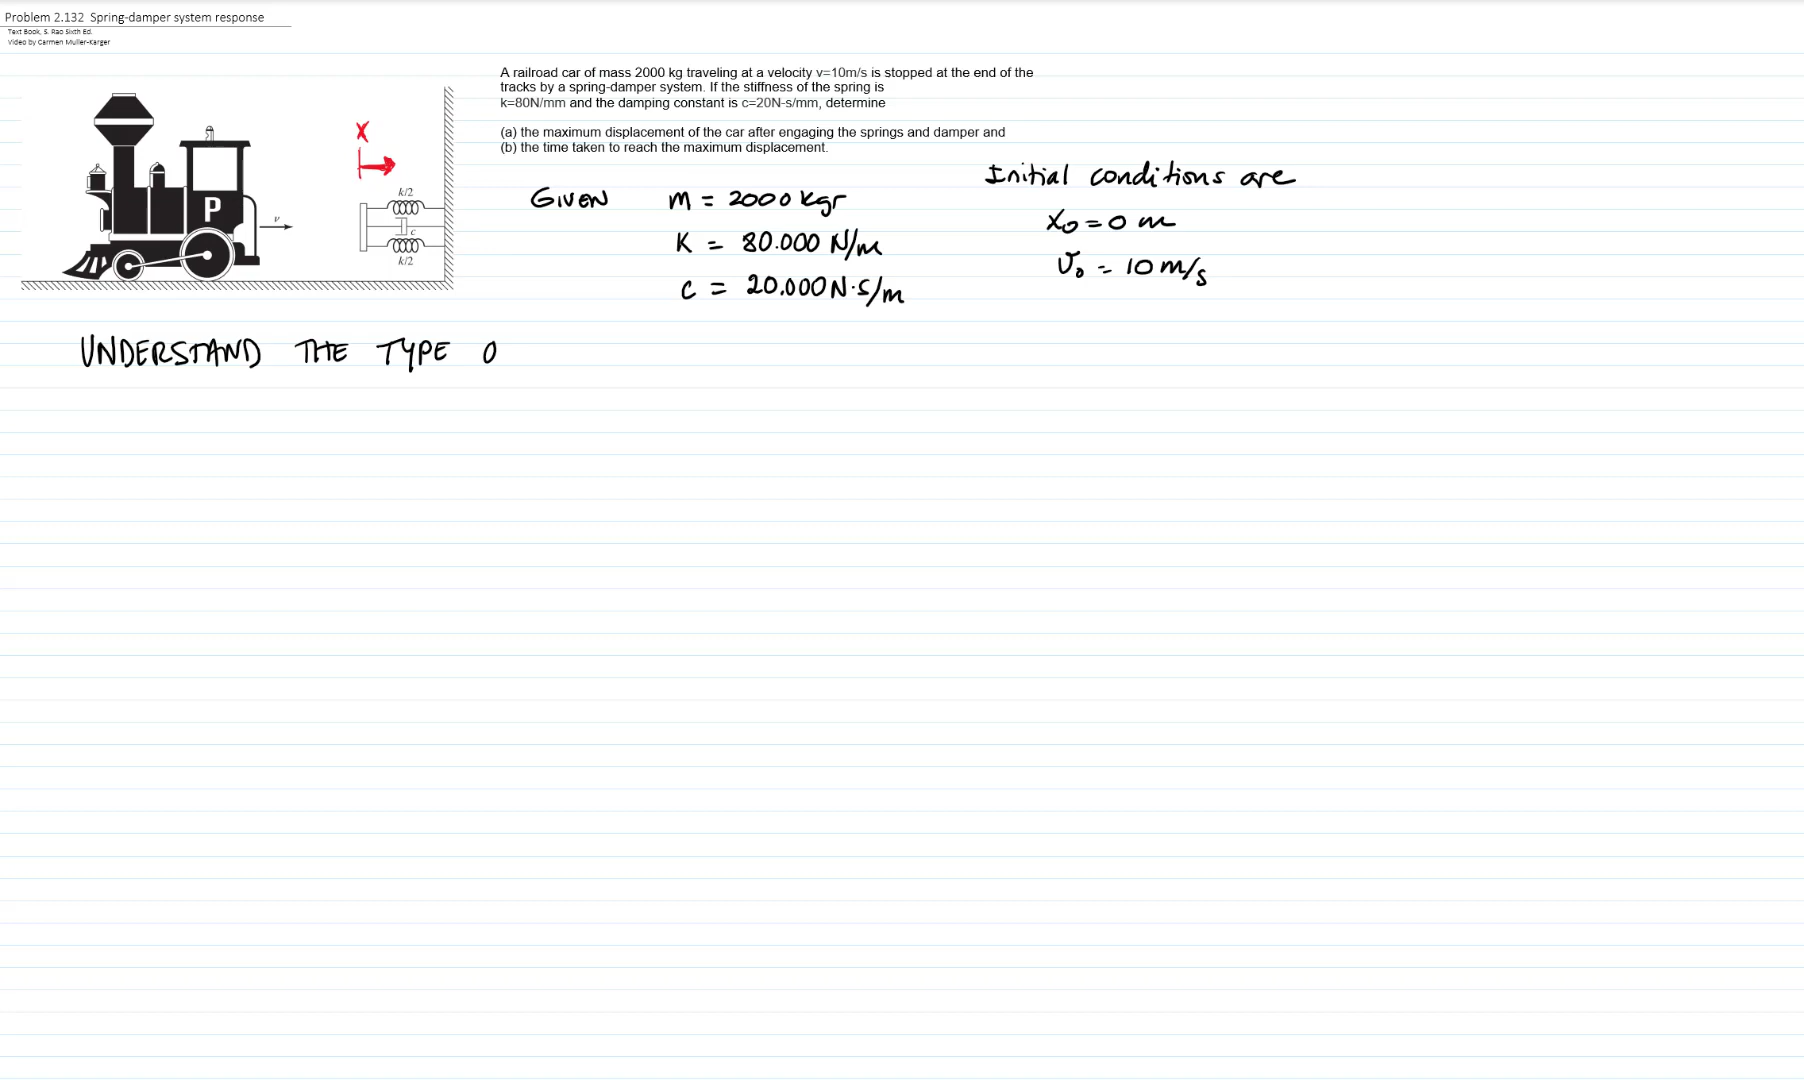 Problem 2.132 Spring-damper system response
Text Book, S. Rao Sixth Ed.
Video by Carmen Muller-Karger
A railroad car of mass 2000 kg traveling at a velocity v=10m/s is stopped at the end of the
tracks by a spring-damper system. If the stiffness of the spring is
k=80N/mm and the damping constant is c=20N-s/mm, determine
(a) the maximum displacement of the car after engaging the springs and damper and
(b) the time taken to reach the maximum displacement.
X
k/2
c
k/2
v
P
GIVEN m = 2000 kgr
K = 80.000 N/m
c = 20.000 N·s/m
Initial conditions are
x₀ = 0 m
v₀ = 10 m/s
UNDERSTAND THE TYPE O